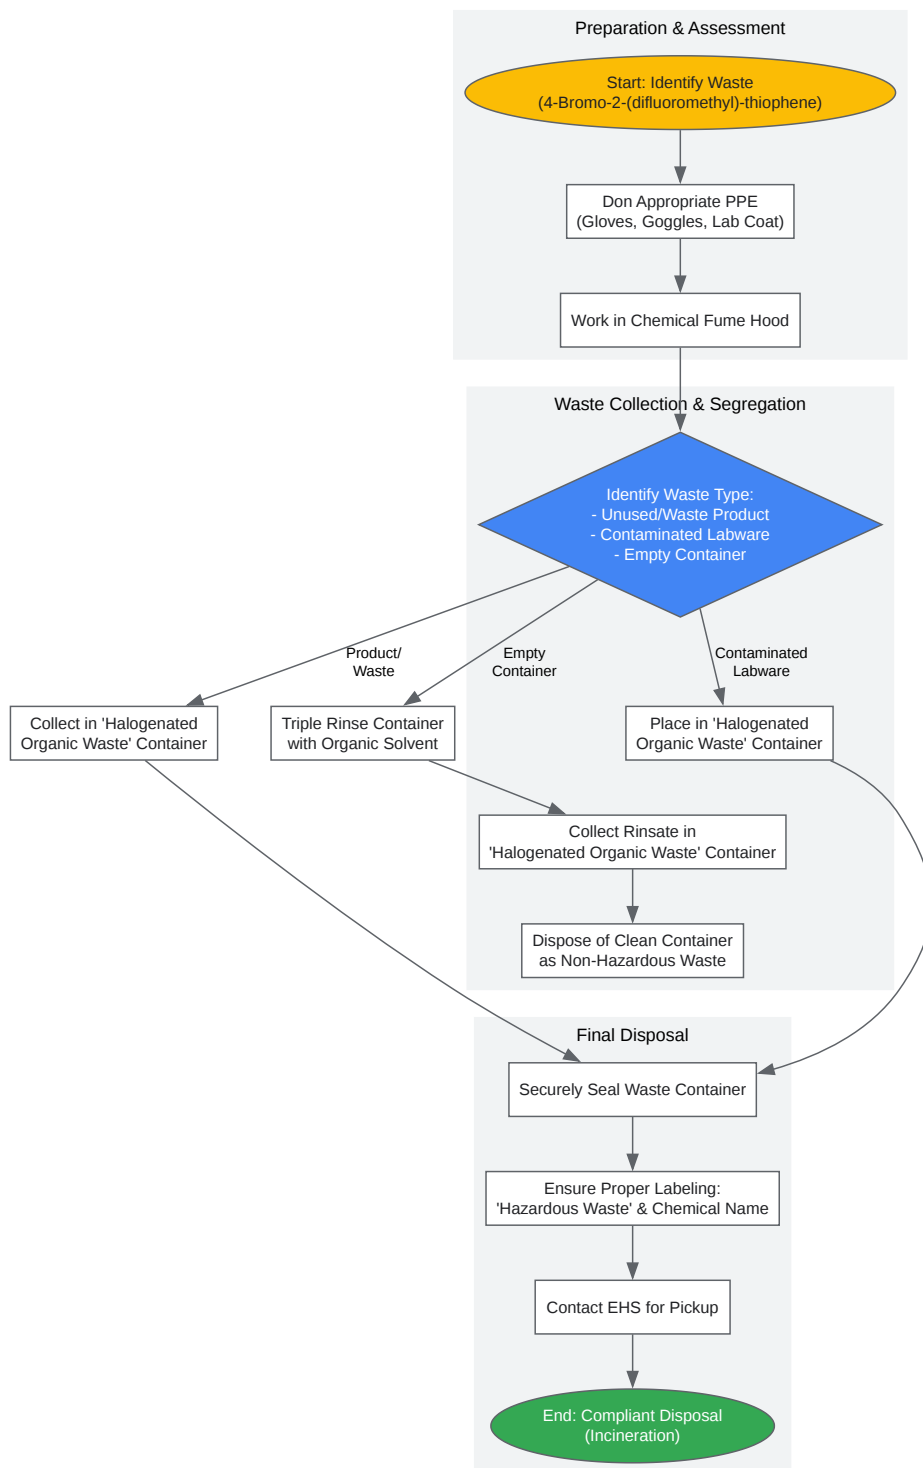 Preparation & Assessment
Start: Identify Waste
(4-Bromo-2-(difluoromethyl)-thiophene)
Don Appropriate PPE
(Gloves, Goggles, Lab Coat)
Work in Chemical Fume Hood
Waste Collection & Segregation
Identify Waste Type:
- Unused/Waste Product
- Contaminated Labware
- Empty Container
Product/
Waste
Empty
Container
Contaminated
Labware
Collect in 'Halogenated
Organic Waste' Container
Triple Rinse Container
with Organic Solvent
Place in 'Halogenated
Organic Waste' Container
Collect Rinsate in
'Halogenated Organic Waste' Container
Dispose of Clean Container
as Non-Hazardous Waste
Final Disposal
Securely Seal Waste Container
Ensure Proper Labeling:
'Hazardous Waste' & Chemical Name
Contact EHS for Pickup
End: Compliant Disposal
(Incineration)